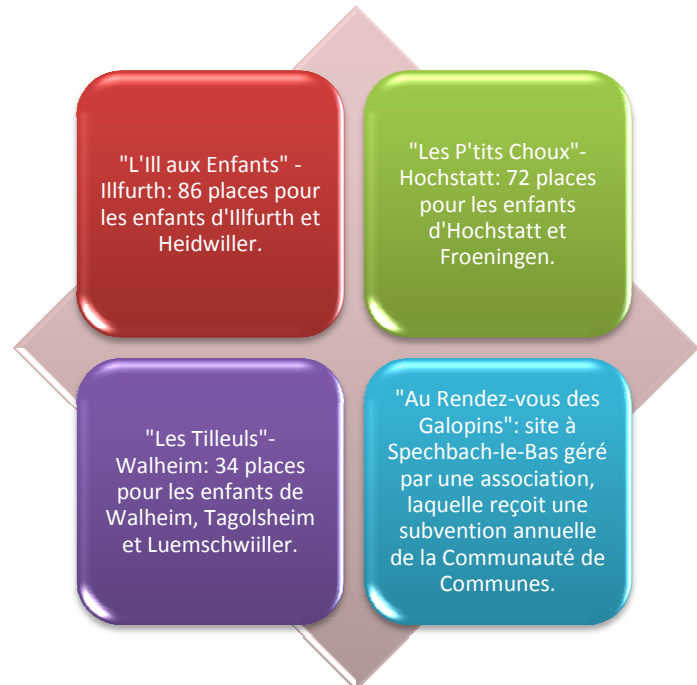 "L'Ill aux Enfants" -
Illfurth: 86 places pour
les enfants d'Illfurth et
Heidwiller.
"Les P'tits Choux"-
Hochstatt: 72 places
pour les enfants
d'Hochstatt et
Froeningen.
"Les Tilleuls"-
Walheim: 34 places
pour les enfants de
Walheim, Tagolsheim
et Luemschwiiller.
"Au Rendez-vous des
Galopins": site à
Spechbach-le-Bas géré
par une association,
laquelle reçoit une
subvention annuelle
de la Communauté de
Communes.